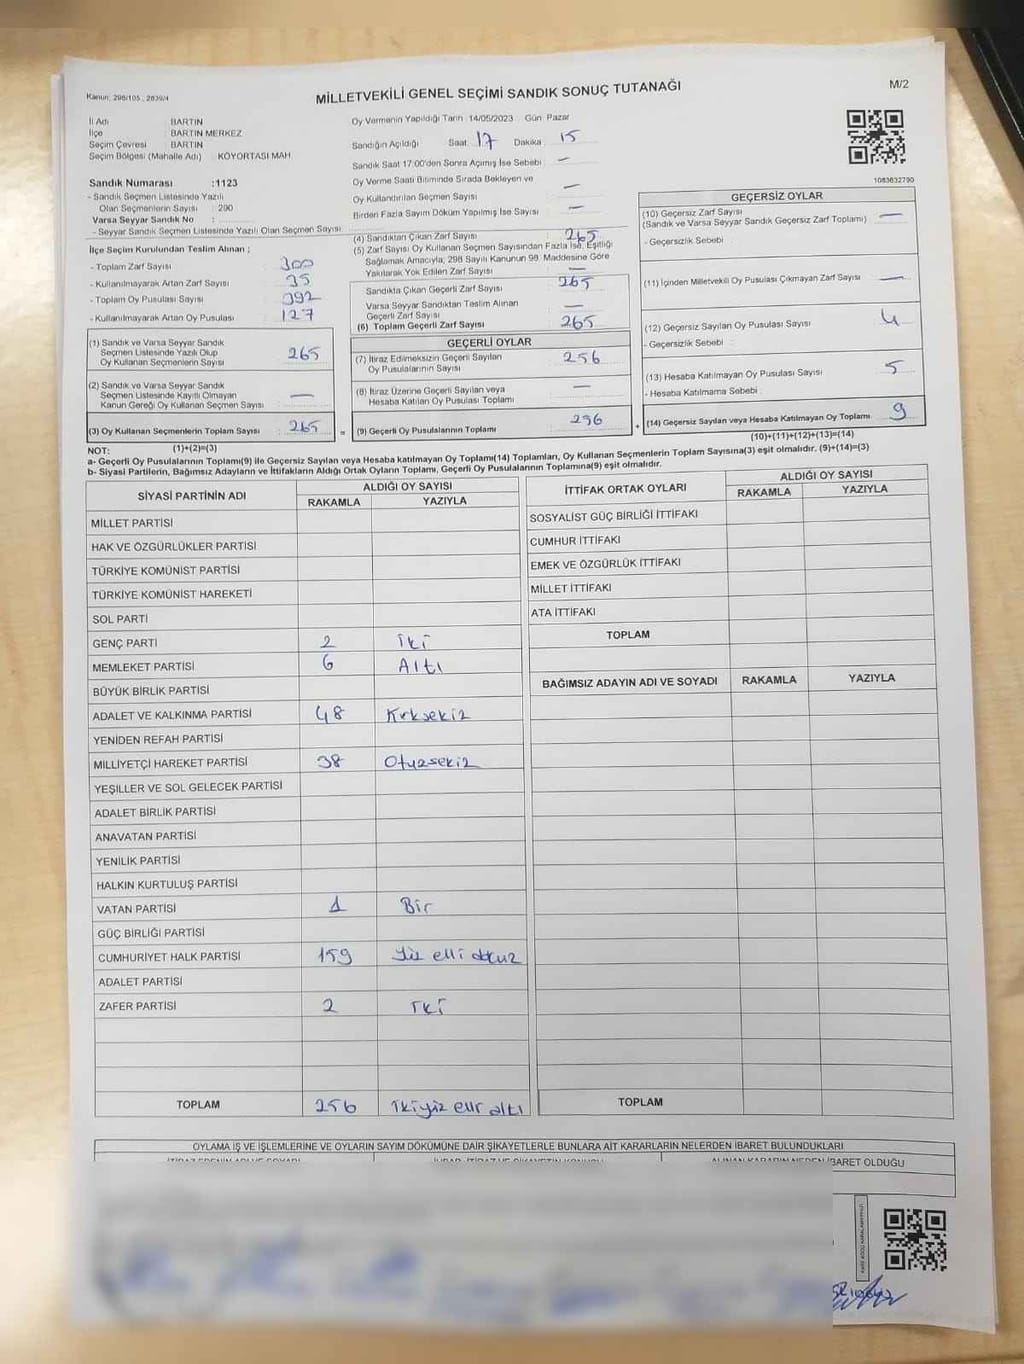 Kanun: 298/105 , 2839/4
MİLLETVEKİLİ GENEL SEÇİMİ SANDIK SONUÇ TUTANAĞI
M/2
İl Adı : BARTIN
İlçe : BARTIN MERKEZ
Seçim Çevresi : BARTIN
Seçim Bölgesi (Mahalle Adı) : KÖYORTASI MAH
Sandık Numarası :1123
- Sandık Seçmen Listesinde Yazılı
Olan Seçmenlerin Sayısı : 290
Varsa Seyyar Sandık No :
- Seyyar Sandık Seçmen Listesinde Yazılı Olan Seçmen Sayısı :
İlçe Seçim Kurulundan Teslim Alınan ;
- Toplam Zarf Sayısı : 300
- Kullanılmayarak Artan Zarf Sayısı : 35
- Toplam Oy Pusulası Sayısı : 392
- Kullanılmayarak Artan Oy Pusulası : 127
(1) Sandık ve Varsa Seyyar Sandık
Seçmen Listesinde Yazılı Olup
Oy Kullanan Seçmenlerin Sayısı : 265
(2) Sandık ve Varsa Seyyar Sandık
Seçmen Listesinde Kayıtlı Olmayan
Kanun Gereği Oy Kullanan Seçmen Sayısı : —
(3) Oy Kullanan Seçmenlerin Toplam Sayısı : 265
(1)+(2)=(3)
Oy Vermenin Yapıldığı Tarih : 14/05/2023 Gün : Pazar
Sandığın Açıldığı Saat : 17 Dakika : 15
Sandık Saat 17:00'den Sonra Açılmış İse Sebebi : —
Oy Verme Saati Bitiminde Sırada Bekleyen ve
Oy Kullandırılan Seçmen Sayısı : —
Birden Fazla Sayım Döküm Yapılmış İse Sayısı : —
(4) Sandıktan Çıkan Zarf Sayısı : 265
(5) Zarf Sayısı Oy Kullanan Seçmen Sayısından Fazla İse, Eşitliği
Sağlamak Amacıyla; 298 Sayılı Kanunun 98. Maddesine Göre
Yakılarak Yok Edilen Zarf Sayısı : —
Sandıkta Çıkan Geçerli Zarf Sayısı : 265
Varsa Seyyar Sandıktan Teslim Alınan
Geçerli Zarf Sayısı : —
(6) Toplam Geçerli Zarf Sayısı : 265
GEÇERLİ OYLAR
(7) İtiraz Edilmeksizin Geçerli Sayılan
Oy Pusulalarının Sayısı : 256
(8) İtiraz Üzerine Geçerli Sayılan veya
Hesaba Katılan Oy Pusulası Toplamı : —
= (9) Geçerli Oy Pusulalarının Toplamı : 296
1083632790
GEÇERSİZ OYLAR
(10) Geçersiz Zarf Sayısı : —
(Sandık ve Varsa Seyyar Sandık Geçersiz Zarf Toplamı)
- Geçersizlik Sebebi :
(11) İçinden Milletvekili Oy Pusulası Çıkmayan Zarf Sayısı : —
(12) Geçersiz Sayılan Oy Pusulası Sayısı : 4
- Geçersizlik Sebebi :
(13) Hesaba Katılmayan Oy Pusulası Sayısı : 5
- Hesaba Katılmama Sebebi :
+ (14) Geçersiz Sayılan veya Hesaba Katılmayan Oy Toplamı : 9
(10)+(11)+(12)+(13)=(14)
NOT:
a- Geçerli Oy Pusulalarının Toplamı(9) ile Geçersiz Sayılan veya Hesaba Katılmayan Oy Toplamı(14) Toplamları, Oy Kullanan Seçmenlerin Toplam Sayısına(3) eşit olmalıdır. (9)+(14)=(3)
b- Siyasi Partilerin, Bağımsız Adayların ve İttifakların Aldığı Ortak Oyların Toplamı, Geçerli Oy Pusulalarının Toplamına(9) eşit olmalıdır.
SİYASİ PARTİNİN ADI
ALDIĞI OY SAYISI
RAKAMLA YAZIYLA
MİLLET PARTİSİ
HAK VE ÖZGÜRLÜKLER PARTİSİ
TÜRKİYE KOMÜNİST PARTİSİ
TÜRKİYE KOMÜNİST HAREKETİ
SOL PARTİ
GENÇ PARTİ 2 İki
MEMLEKET PARTİSİ 6 Altı
BÜYÜK BİRLİK PARTİSİ
ADALET VE KALKINMA PARTİSİ 48 Kırksekiz
YENİDEN REFAH PARTİSİ
MİLLİYETÇİ HAREKET PARTİSİ 38 Otuzsekiz
YEŞİLLER VE SOL GELECEK PARTİSİ
ADALET BİRLİK PARTİSİ
ANAVATAN PARTİSİ
YENİLİK PARTİSİ
HALKIN KURTULUŞ PARTİSİ
VATAN PARTİSİ 1 Bir
GÜÇ BİRLİĞİ PARTİSİ
CUMHURİYET HALK PARTİSİ 159 Yüz elli dokuz
ADALET PARTİSİ
ZAFER PARTİSİ 2 İki
TOPLAM 256 İkiyüz elli altı
İTTİFAK ORTAK OYLARI
ALDIĞI OY SAYISI
RAKAMLA YAZIYLA
SOSYALİST GÜÇ BİRLİĞİ İTTİFAKI
CUMHUR İTTİFAKI
EMEK VE ÖZGÜRLÜK İTTİFAKI
MİLLET İTTİFAKI
ATA İTTİFAKI
TOPLAM
BAĞIMSIZ ADAYIN ADI VE SOYADI RAKAMLA YAZIYLA
TOPLAM
OYLAMA İŞ VE İŞLEMLERİNE VE OYLARIN SAYIM DÖKÜMÜNE DAİR ŞİKAYETLERLE BUNLARA AİT KARARLARIN NELERDEN İBARET BULUNDUKLARI
ALINAN KARARIN NEDEN İBARET OLDUĞU